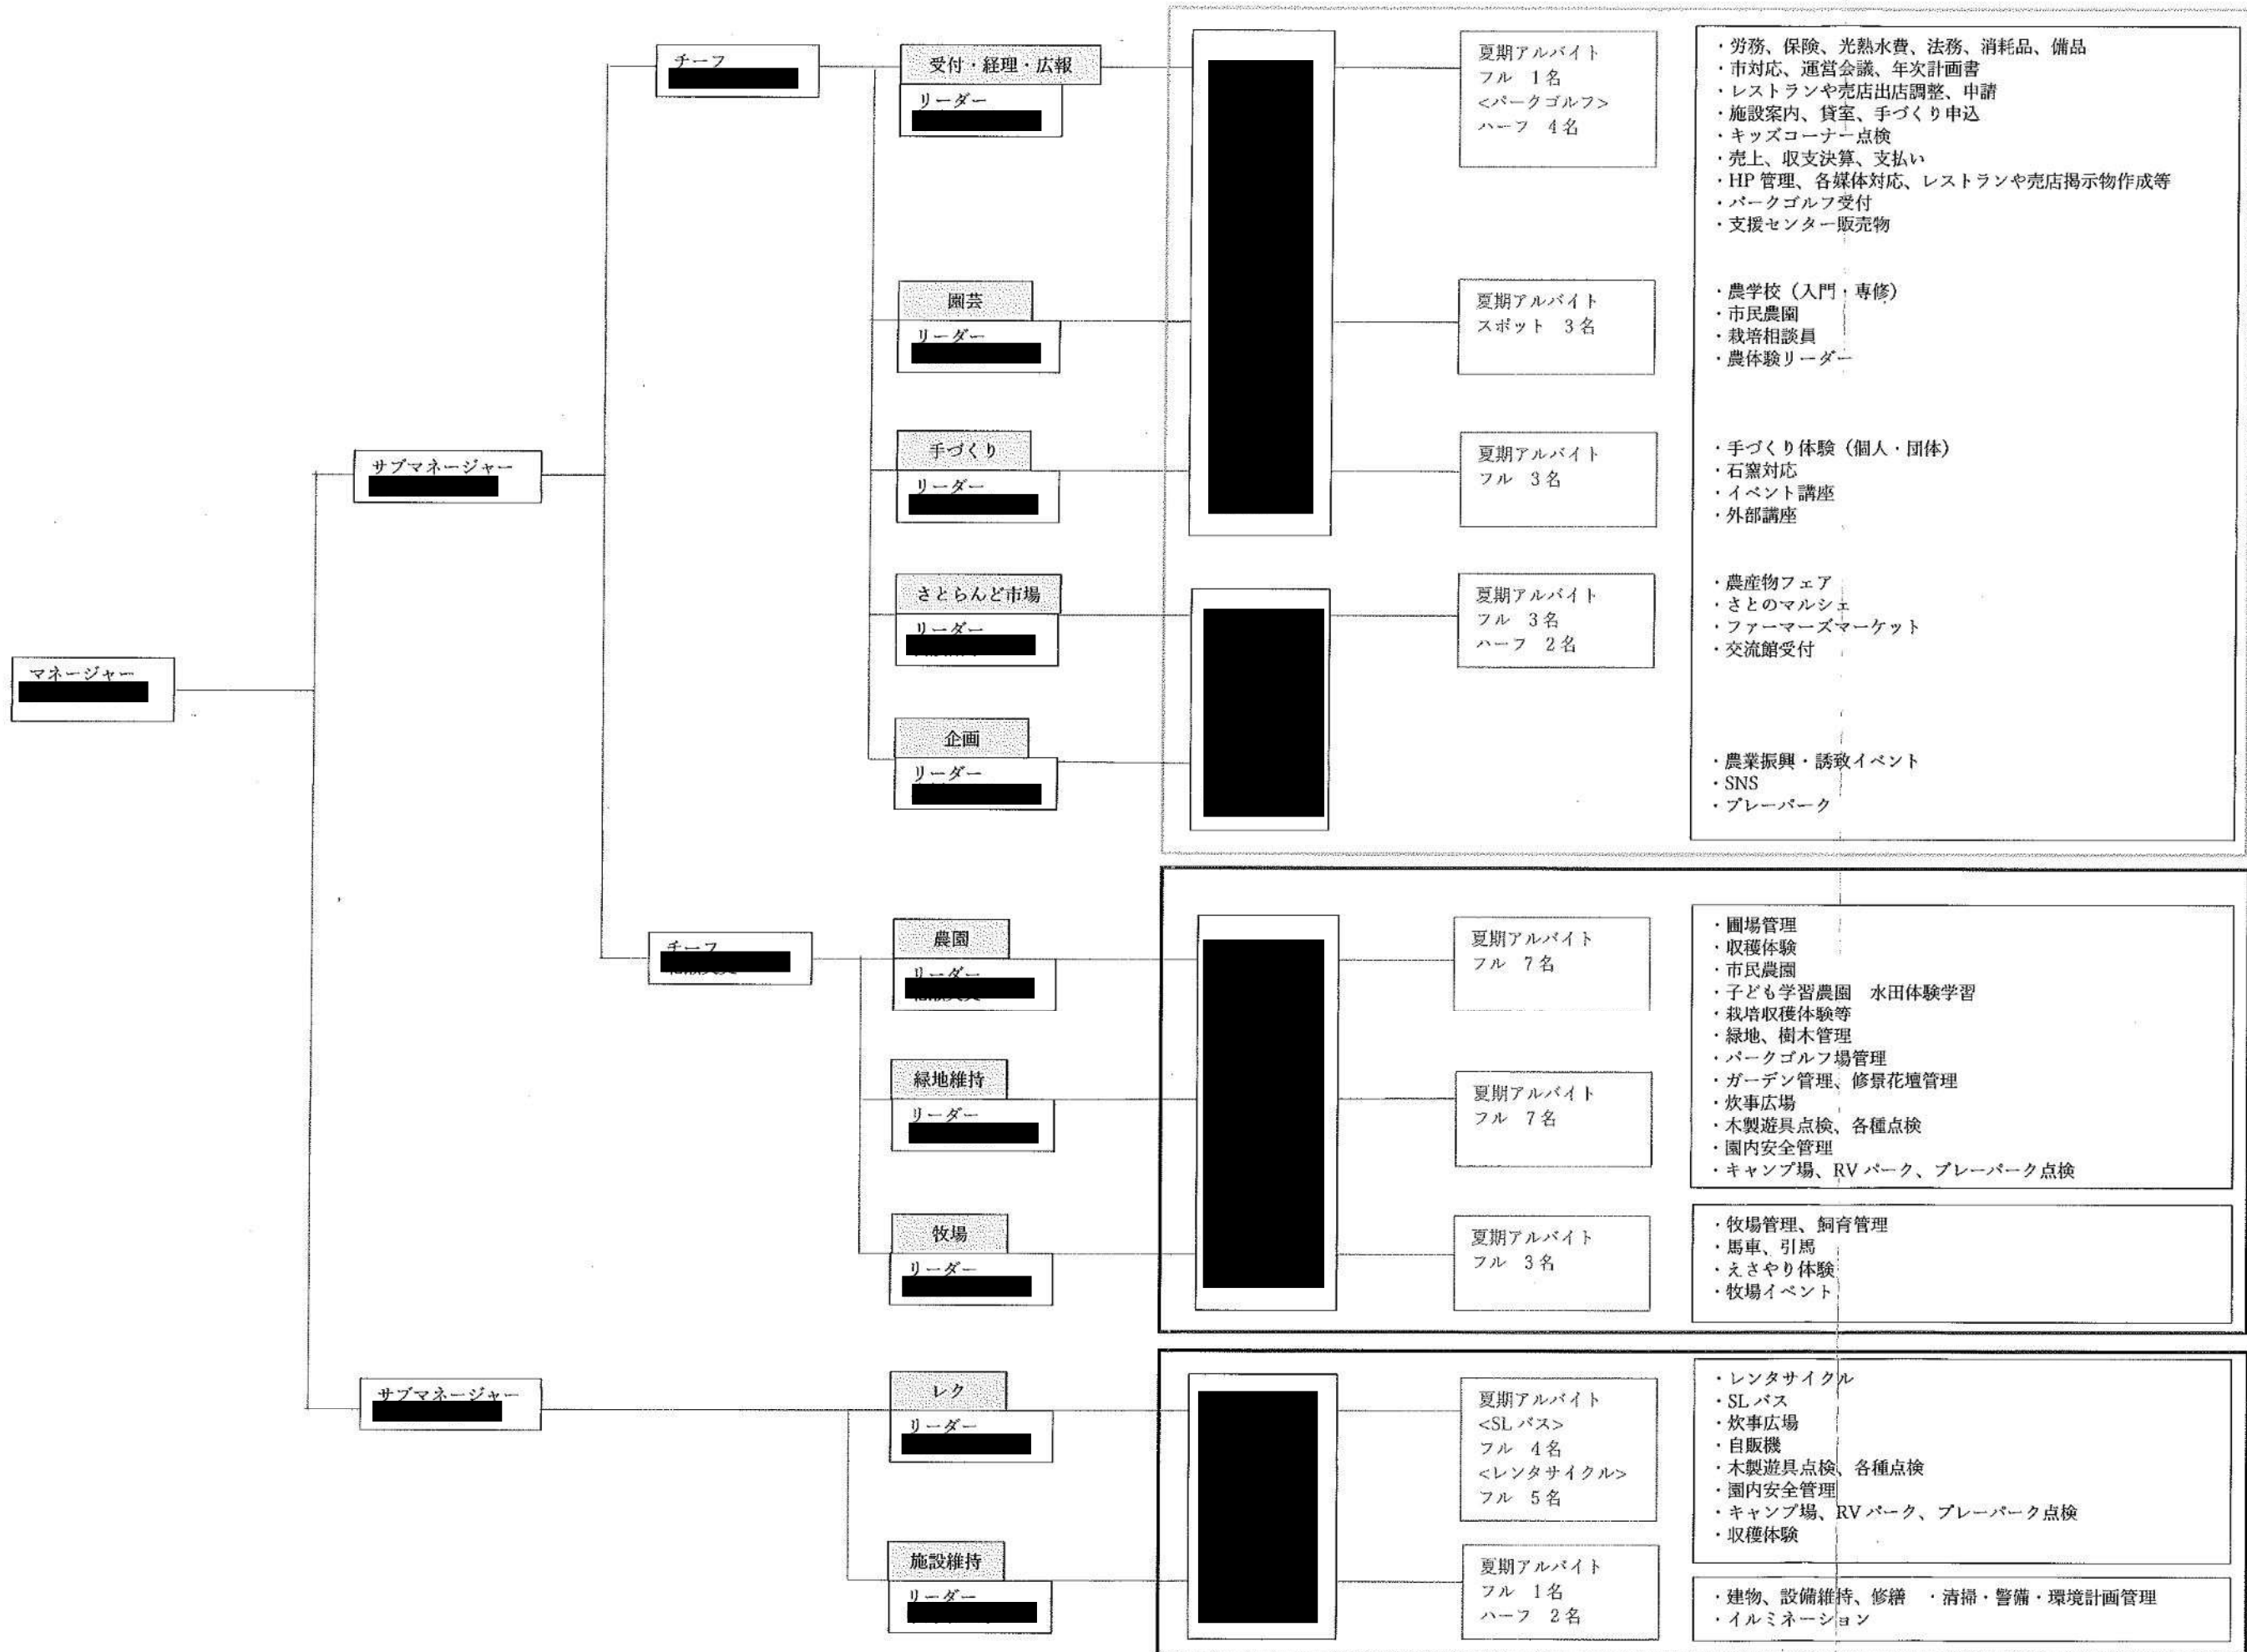 マネージャー
サブマネージャー
チーフ
受付・経理・広報
リーダー
夏期アルバイト
フル 1名
<パークゴルフ>
ハーフ 4名
・労務、保険、光熱水費、法務、消耗品、備品
・市対応、運営会議、年次計画書
・レストランや売店出店調整、申請
・施設案内、貸室、手づくり申込
・キッズコーナー点検
・売上、収支決算、支払い
・HP 管理、各媒体対応、レストランや売店掲示物作成等
・パークゴルフ受付
・支援センター販売物
園芸
リーダー
夏期アルバイト
スポット 3名
・農学校（入門・専修）
・市民農園
・栽培相談員
・農体験リーダー
手づくり
リーダー
夏期アルバイト
フル 3名
・手づくり体験（個人・団体）
・石窯対応
・イベント講座
・外部講座
さとらんど市場
リーダー
夏期アルバイト
フル 3名
ハーフ 2名
・農産物フェア
・さとのマルシェ
・ファーマーズマーケット
・交流館受付
企画
リーダー
・農業振興・誘致イベント
・SNS
・プレーパーク
チーフ
農園
リーダー
夏期アルバイト
フル 7名
・圃場管理
・収穫体験
・市民農園
・子ども学習農園 水田体験学習
・栽培収穫体験等
・緑地、樹木管理
・パークゴルフ場管理
・ガーデン管理、修景花壇管理
・炊事広場
・木製遊具点検、各種点検
・園内安全管理
・キャンプ場、RV パーク、プレーパーク点検
緑地維持
リーダー
夏期アルバイト
フル 7名
牧場
リーダー
夏期アルバイト
フル 3名
・牧場管理、飼育管理
・馬車、引馬
・えさやり体験
・牧場イベント
サブマネージャー
レク
リーダー
夏期アルバイト
<SL バス>
フル 4名
<レンタサイクル>
フル 5名
・レンタサイクル
・SL バス
・炊事広場
・自販機
・木製遊具点検、各種点検
・園内安全管理
・キャンプ場、RV パーク、プレーパーク点検
・収穫体験
施設維持
リーダー
夏期アルバイト
フル 1名
ハーフ 2名
・建物、設備維持、修繕 ・清掃・警備・環境計画管理
・イルミネーション